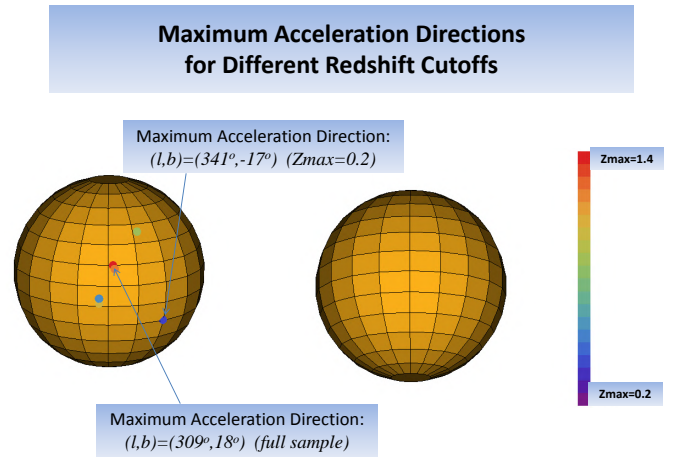 Maximum Acceleration Directions
for Different Redshift Cutoffs
Maximum Acceleration Direction:
(l,b)=(341º,-17º) (Zmax=0.2)
Zmax=1.4
Zmax=0.2
Maximum Acceleration Direction:
(l,b)=(309º,18º) (full sample)